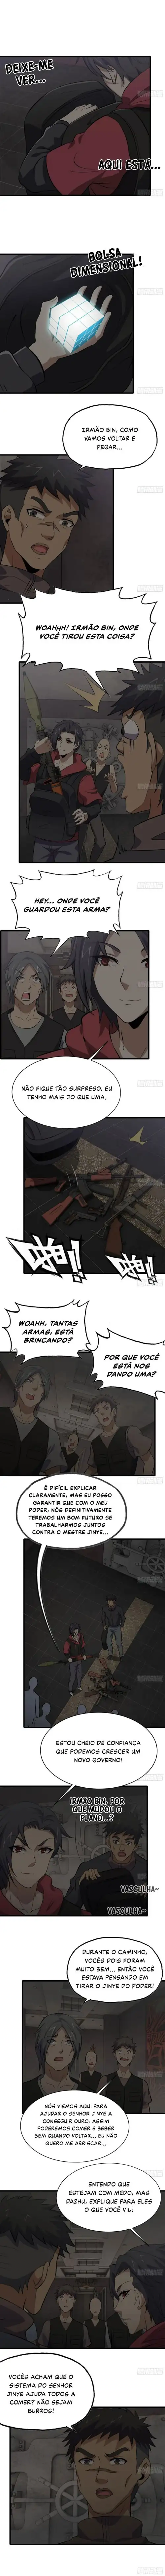 DEIXE-ME
VER...
AQUI ESTÁ...
BOLSA
DIMENSIONAL!
IRMÃO BIN, COMO
VAMOS VOLTAR E
PEGAR...
WOAHHH! IRMÃO BIN, ONDE
VOCÊ TIROU ESTA COISA?
HEY... ONDE VOCÊ
GUARDOU ESTA ARMA?
NÃO FIQUE TÃO SURPRESO, EU
TENHO MAIS DO QUE UMA.
WOAHH, TANTAS
ARMAS, ESTÁ
BRINCANDO?
POR QUE VOCÊ
ESTÁ NOS
DANDO UMA?
É DIFÍCIL EXPLICAR
CLARAMENTE, MAS EU POSSO
GARANTIR QUE COM O MEU
PODER, NÓS DEFINITIVAMENTE
TEREMOS UM BOM FUTURO SE
TRABALHARMOS JUNTOS
CONTRA O MESTRE JINYE...
ESTOU CHEIO DE CONFIANÇA
QUE PODEMOS CRESCER UM
NOVO GOVERNO!
IRMÃO BIN, POR
QUE MUDOU O
PLANO...?
VASCULHA~
VASCULHA~
DURANTE O CAMINHO,
VOCÊS DOIS FORAM
MUITO BEM... ENTÃO VOCÊ
ESTAVA PENSANDO EM
TIRAR O JINYE DO PODER!
NÓS VIEMOS AQUI PARA
AJUDAR O SENHOR JINYE A
CONSEGUIR OURO, ASSIM
PODEREMOS COMER E BEBER
BEM QUANDO VOLTAR... EU NÃO
QUERO ME ARRISCAR...
ENTENDO QUE
ESTEJAM COM MEDO, MAS
DAIZHU, EXPLIQUE PARA ELES
O QUE VOCÊ VIU!
VOCÊS ACHAM QUE O
SISTEMA DO SENHOR
JINYE AJUDA TODOS A
COMER? NÃO SEJAM
BURROS!